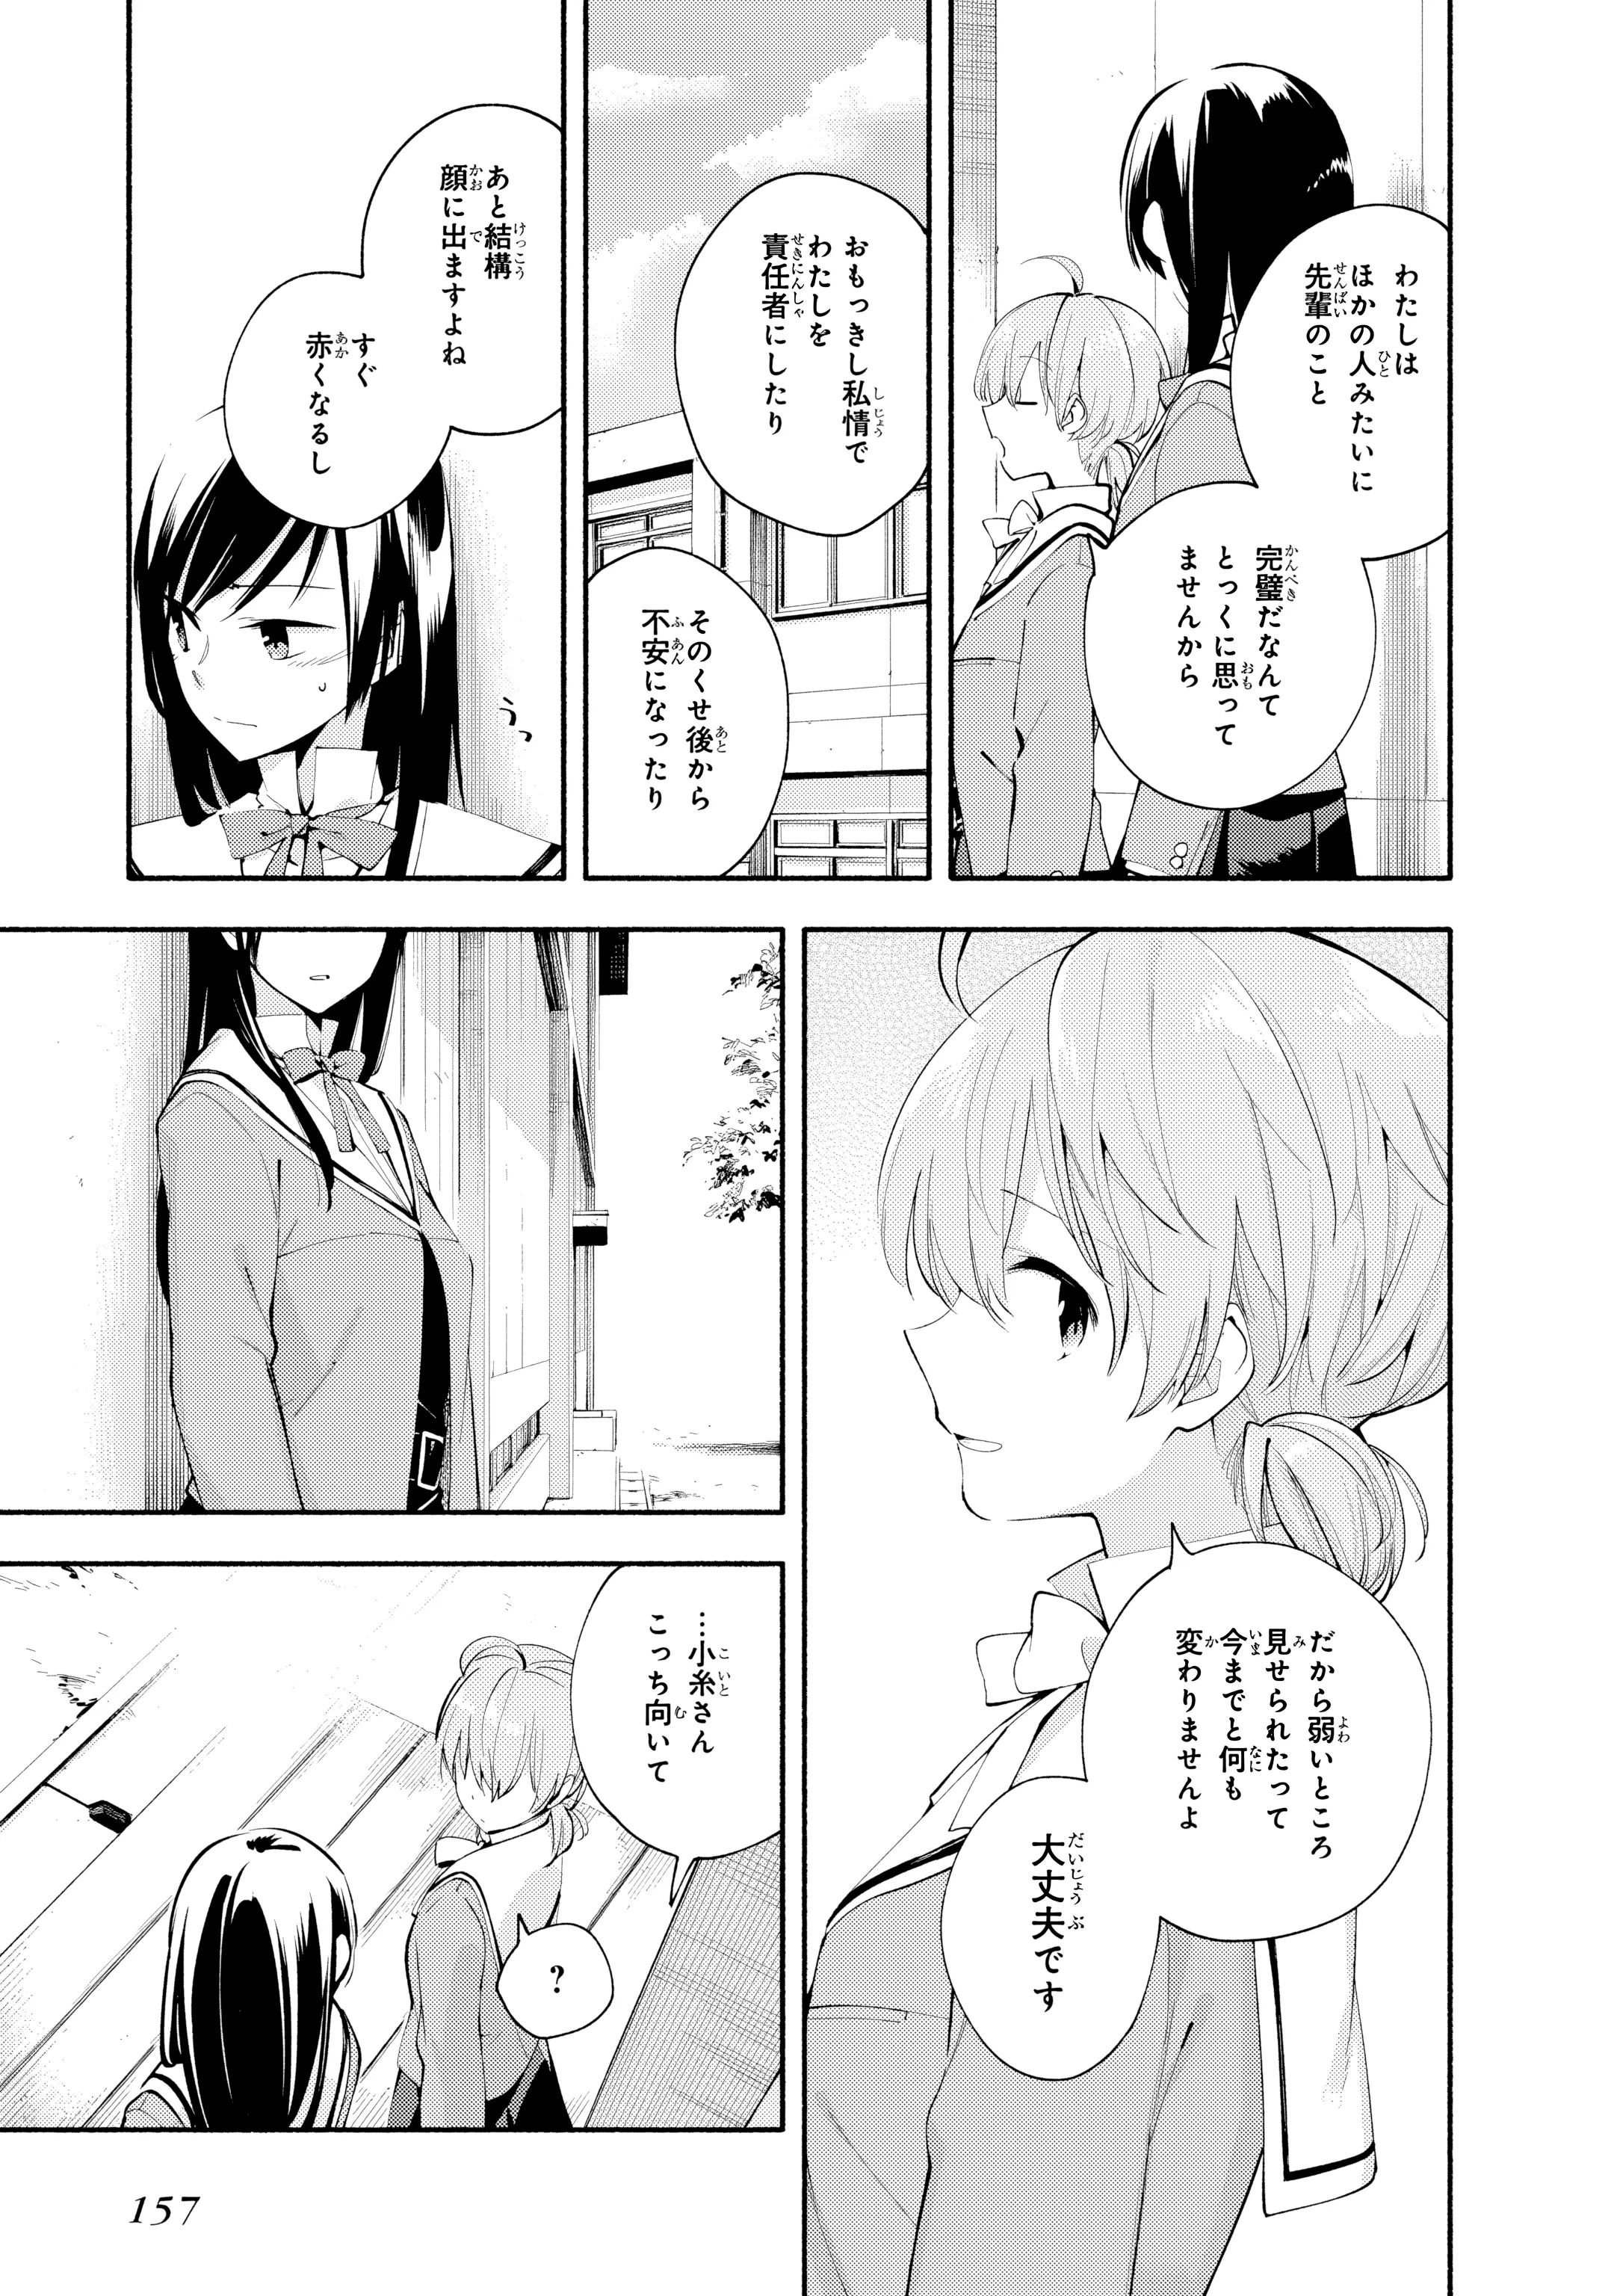 わたしは
ほかの人みたいに
先輩のこと
完璧だなんて
とっくに思って
ませんから
おもっきし私情で
わたしを
責任者にしたり
そのくせ後から
不安になったり
あと結構
顔に出ますよね
すぐ
赤くなるし
うっ
だから弱いところ
見せられたって
今までと何も
変わりませんよ
大丈夫です
…小糸さん
こっち向いて
?
157